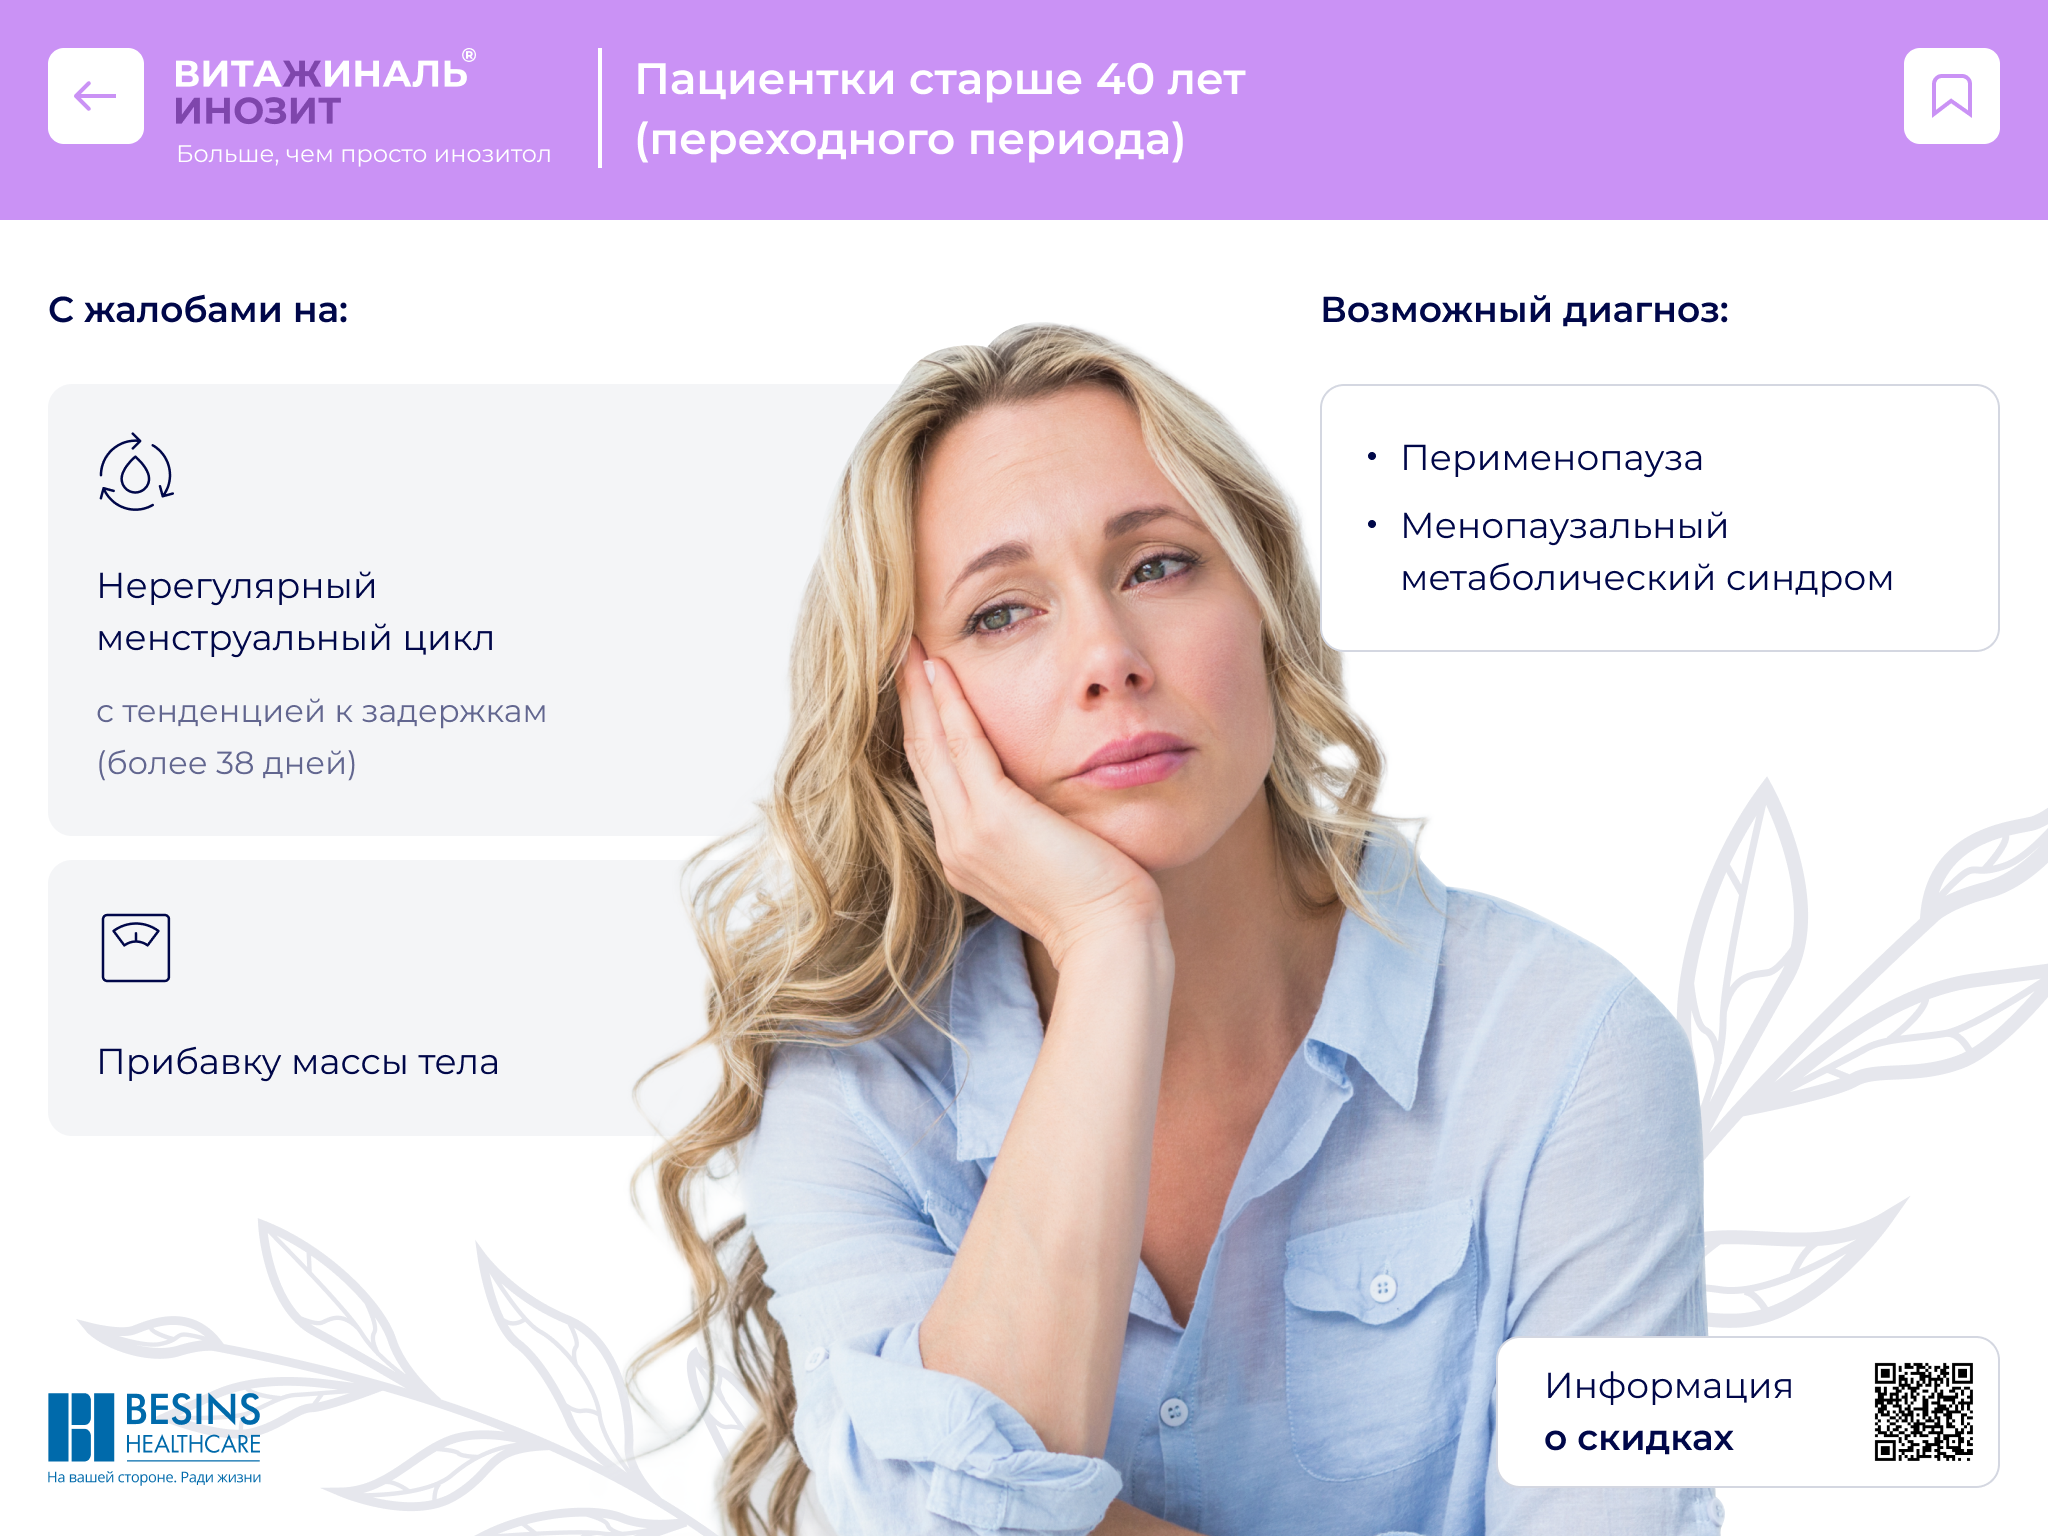 ВИТАЖИНАЛЬ®
ИНОЗИТ
Больше, чем просто инозитол
Пациентки старше 40 лет
(переходного периода)
С жалобами на:
Нерегулярный
менструальный цикл
с тенденцией к задержкам
(более 38 дней)
Прибавку массы тела
Возможный диагноз:
• Перименопауза
• Менопаузальный
метаболический синдром
BESINS
HEALTHCARE
На вашей стороне. Ради жизни
Информация
о скидках